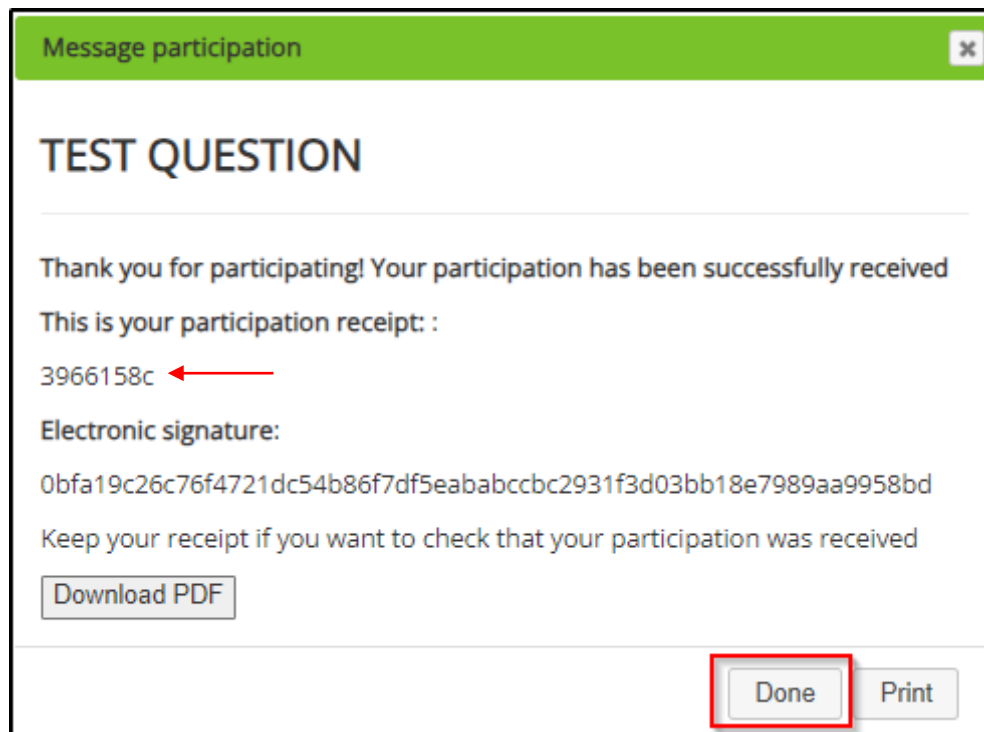 Message participation
TEST QUESTION
Thank you for participating! Your participation has been successfully received
This is your participation receipt: :
3966158c
Electronic signature:
0bfa19c26c76f4721dc54b86f7df5eababccbc2931f3d03bb18e7989aa9958bd
Keep your receipt if you want to check that your participation was received
Download PDF
Done Print